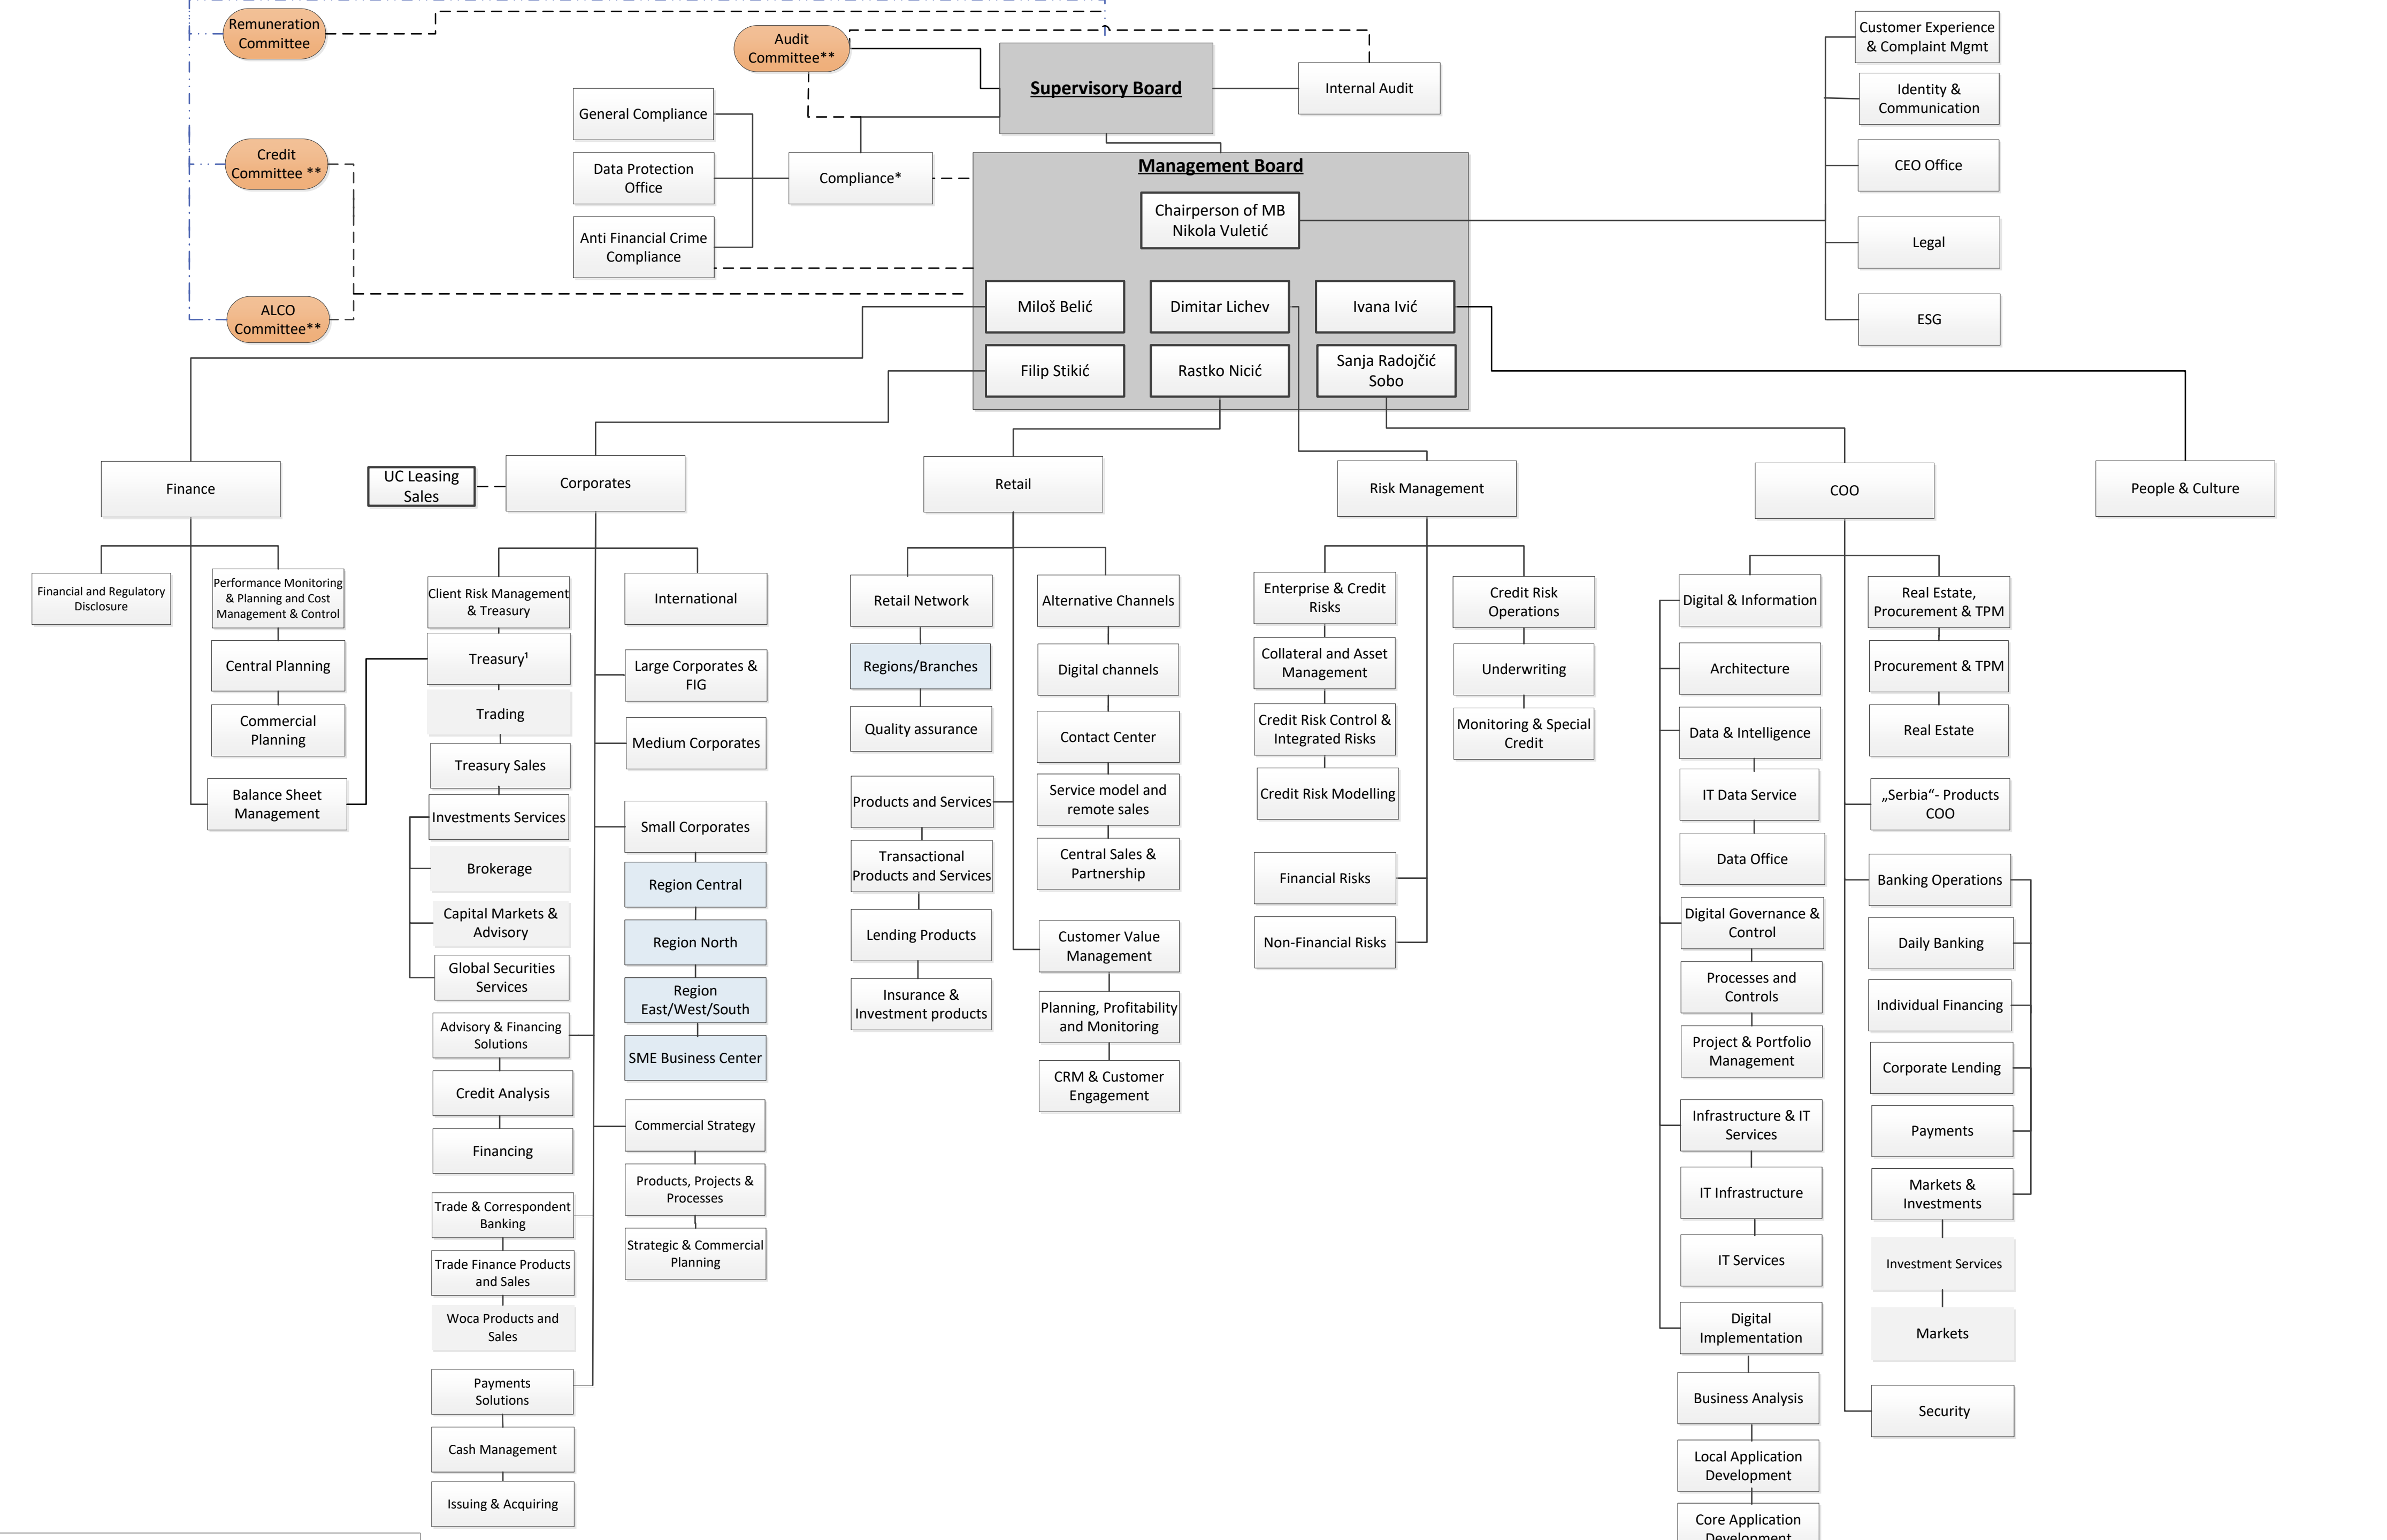 Remuneration
Committee
Audit
Committee**
Supervisory Board
Internal Audit
Customer Experience
& Complaint Mgmt
Identity &
Communication
CEO Office
Legal
ESG
General Compliance
Data Protection
Office
Anti Financial Crime
Compliance
Compliance*
Credit
Committee **
ALCO
Committee**
Management Board
Chairperson of MB
Nikola Vuletić
Miloš Belić
Dimitar Lichev
Ivana Ivić
Filip Stikić
Rastko Nicić
Sanja Radojčić
Sobo
Finance
UC Leasing
Sales
Corporates
Retail
Risk Management
COO
People & Culture
Financial and Regulatory
Disclosure
Performance Monitoring
& Planning and Cost
Management & Control
Central Planning
Commercial
Planning
Balance Sheet
Management
Client Risk Management
& Treasury
Treasury¹
Trading
Treasury Sales
Investments Services
Brokerage
Capital Markets &
Advisory
Global Securities
Services
Advisory & Financing
Solutions
Credit Analysis
Financing
Trade & Correspondent
Banking
Trade Finance Products
and Sales
Woca Products and
Sales
Payments
Solutions
Cash Management
Issuing & Acquiring
International
Large Corporates &
FIG
Medium Corporates
Small Corporates
Region Central
Region North
Region
East/West/South
SME Business Center
Commercial Strategy
Products, Projects &
Processes
Strategic & Commercial
Planning
Retail Network
Regions/Branches
Quality assurance
Products and Services
Transactional
Products and Services
Lending Products
Insurance &
Investment products
Alternative Channels
Digital channels
Contact Center
Service model and
remote sales
Central Sales &
Partnership
Customer Value
Management
Planning, Profitability
and Monitoring
CRM & Customer
Engagement
Enterprise & Credit
Risks
Collateral and Asset
Management
Credit Risk Control &
Integrated Risks
Credit Risk Modelling
Financial Risks
Non-Financial Risks
Credit Risk
Operations
Underwriting
Monitoring & Special
Credit
Digital & Information
Architecture
Data & Intelligence
IT Data Service
Data Office
Digital Governance &
Control
Processes and
Controls
Project & Portfolio
Management
Infrastructure & IT
Services
IT Infrastructure
IT Services
Digital
Implementation
Business Analysis
Local Application
Development
Core Application
Development
Real Estate,
Procurement & TPM
Procurement & TPM
Real Estate
„Serbia“- Products
COO
Banking Operations
Daily Banking
Individual Financing
Corporate Lending
Payments
Markets &
Investments
Investment Services
Markets
Security